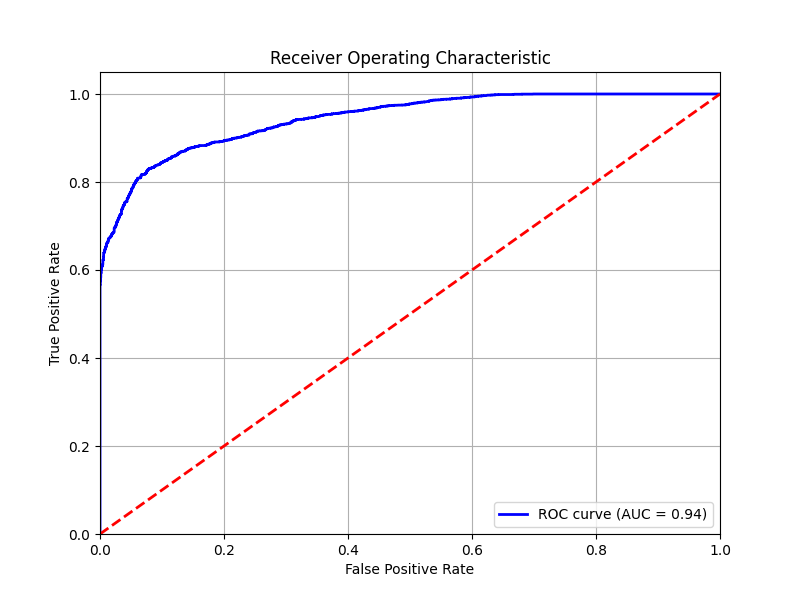 Receiver Operating Characteristic
True Positive Rate
1.0
0.8
0.6
0.4
0.2
0.0
ROC curve (AUC = 0.94)
0.0 0.2 0.4 0.6 0.8 1.0
False Positive Rate